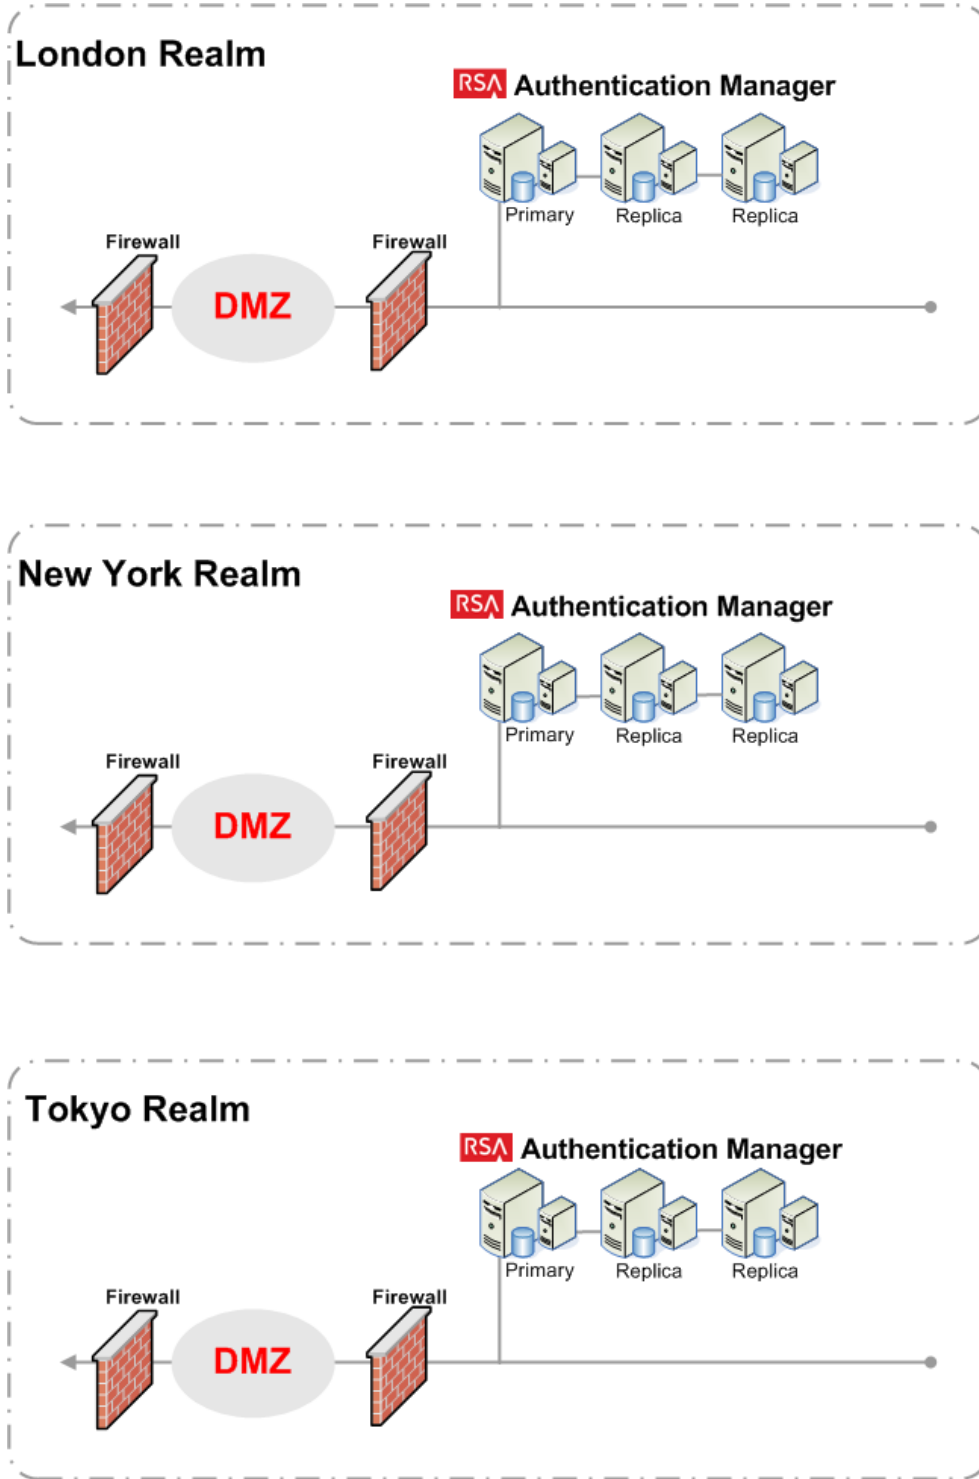 London Realm
RSA Authentication Manager
Primary Replica Replica
Firewall Firewall
DMZ
New York Realm
RSA Authentication Manager
Primary Replica Replica
Firewall Firewall
DMZ
Tokyo Realm
RSA Authentication Manager
Primary Replica Replica
Firewall Firewall
DMZ